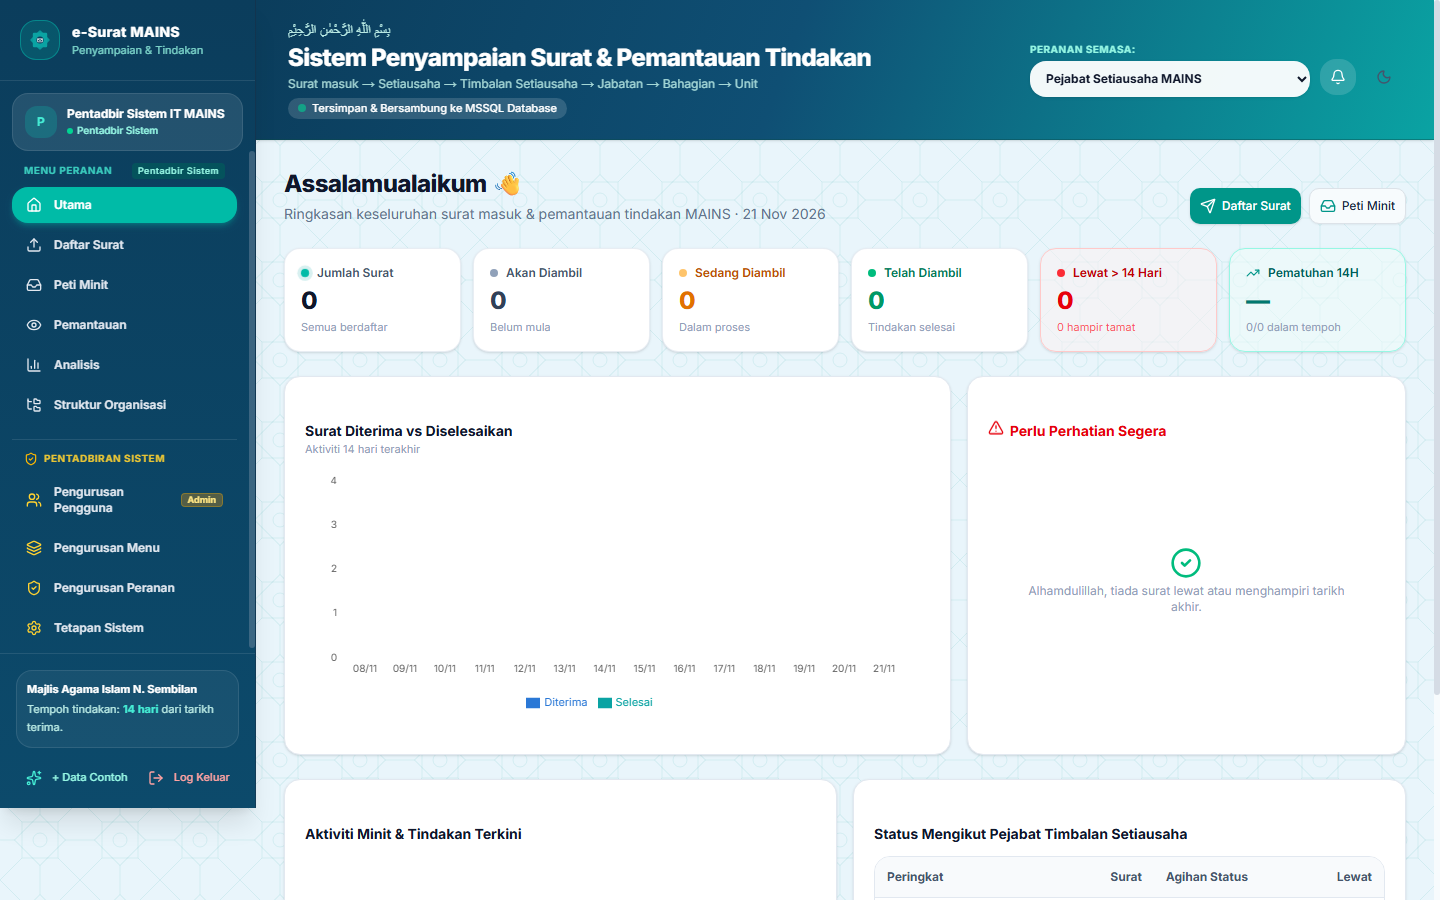 e-Surat MAINS
Penyampaian & Tindakan
P
Pentadbir Sistem IT MAINS
Pentadbir Sistem
MENU PERANAN
Pentadbir Sistem
Utama
Daftar Surat
Peti Minit
Pemantauan
Analisis
Struktur Organisasi
PENTADBIRAN SISTEM
Pengurusan
Pengguna
Admin
Pengurusan Menu
Pengurusan Peranan
Tetapan Sistem
Majlis Agama Islam N. Sembilan
Tempoh tindakan: 14 hari dari tarikh
terima.
+ Data Contoh
Log Keluar
بِسْمِ اللَّهِ الرَّحْمَٰنِ الرَّحِيْمِ
Sistem Penyampaian Surat & Pemantauan Tindakan
Surat masuk → Setiausaha → Timbalan Setiausaha → Jabatan → Bahagian → Unit
Tersimpan & Bersambung ke MSSQL Database
PERANAN SEMASA:
Pejabat Setiausaha MAINS
Assalamualaikum 👋
Ringkasan keseluruhan surat masuk & pemantauan tindakan MAINS · 21 Nov 2026
Daftar Surat
Peti Minit
Jumlah Surat
0
Semua berdaftar
Akan Diambil
0
Belum mula
Sedang Diambil
0
Dalam proses
Telah Diambil
0
Tindakan selesai
Lewat > 14 Hari
0
0 hampir tamat
Pematuhan 14H
—
0/0 dalam tempoh
Surat Diterima vs Diselesaikan
Aktiviti 14 hari terakhir
4
3
2
1
0
08/11 09/11 10/11 11/11 12/11 13/11 14/11 15/11 16/11 17/11 18/11 19/11 20/11 21/11
Diterima Selesai
Perlu Perhatian Segera
Alhamdulillah, tiada surat lewat atau menghampiri tarikh
akhir.
Aktiviti Minit & Tindakan Terkini
Status Mengikut Pejabat Timbalan Setiausaha
Peringkat Surat Agihan Status Lewat